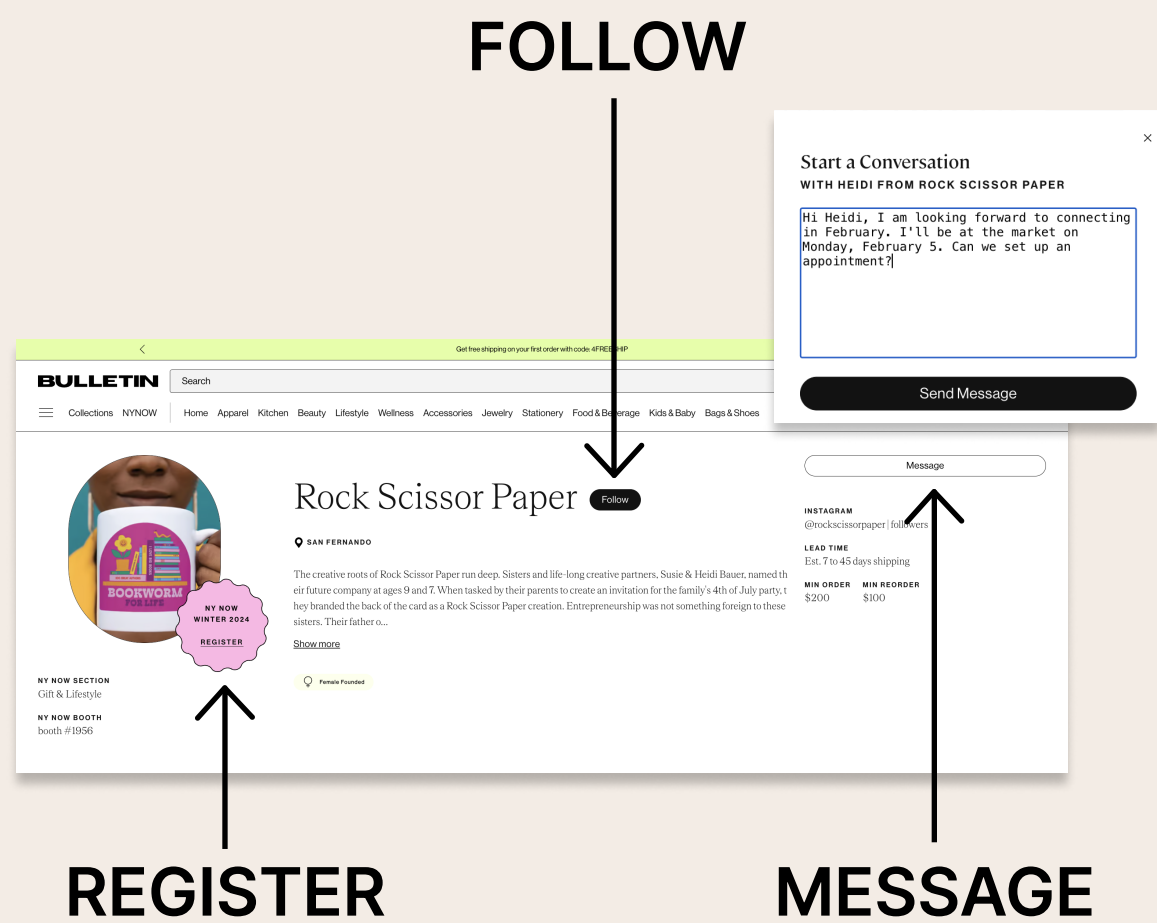 FOLLOW
Start a Conversation
WITH HEIDI FROM ROCK SCISSOR PAPER
Hi Heidi, I am looking forward to connecting
in February. I'll be at the market on
Monday, February 5. Can we set up an
appointment?
Send Message
Get free shipping on your first order with code: 4FREESHIP
BULLETIN
Search
Collections NYNOW Home Apparel Kitchen Beauty Lifestyle Wellness Accessories Jewelry Stationery Food & Beverage Kids & Baby Bags & Shoes
Message
Rock Scissor Paper
Follow
SAN FERNANDO
The creative roots of Rock Scissor Paper run deep. Sisters and life-long creative partners, Susie & Heidi Bauer, named th
eir future company at ages 9 and 7. When tasked by their parents to create an invitation for the family's 4th of July party, t
hey branded the back of the card as a Rock Scissor Paper creation. Entrepreneurship was not something foreign to these
sisters. Their father o...
Show more
Female Founded
INSTAGRAM
@rockscissorpaper | followers
LEAD TIME
Est. 7 to 45 days shipping
MIN ORDER MIN REORDER
$200 $100
BOOKWORM
FOR LIFE
NY NOW
WINTER 2024
REGISTER
NY NOW SECTION
Gift & Lifestyle
NY NOW BOOTH
booth #1956
REGISTER
MESSAGE